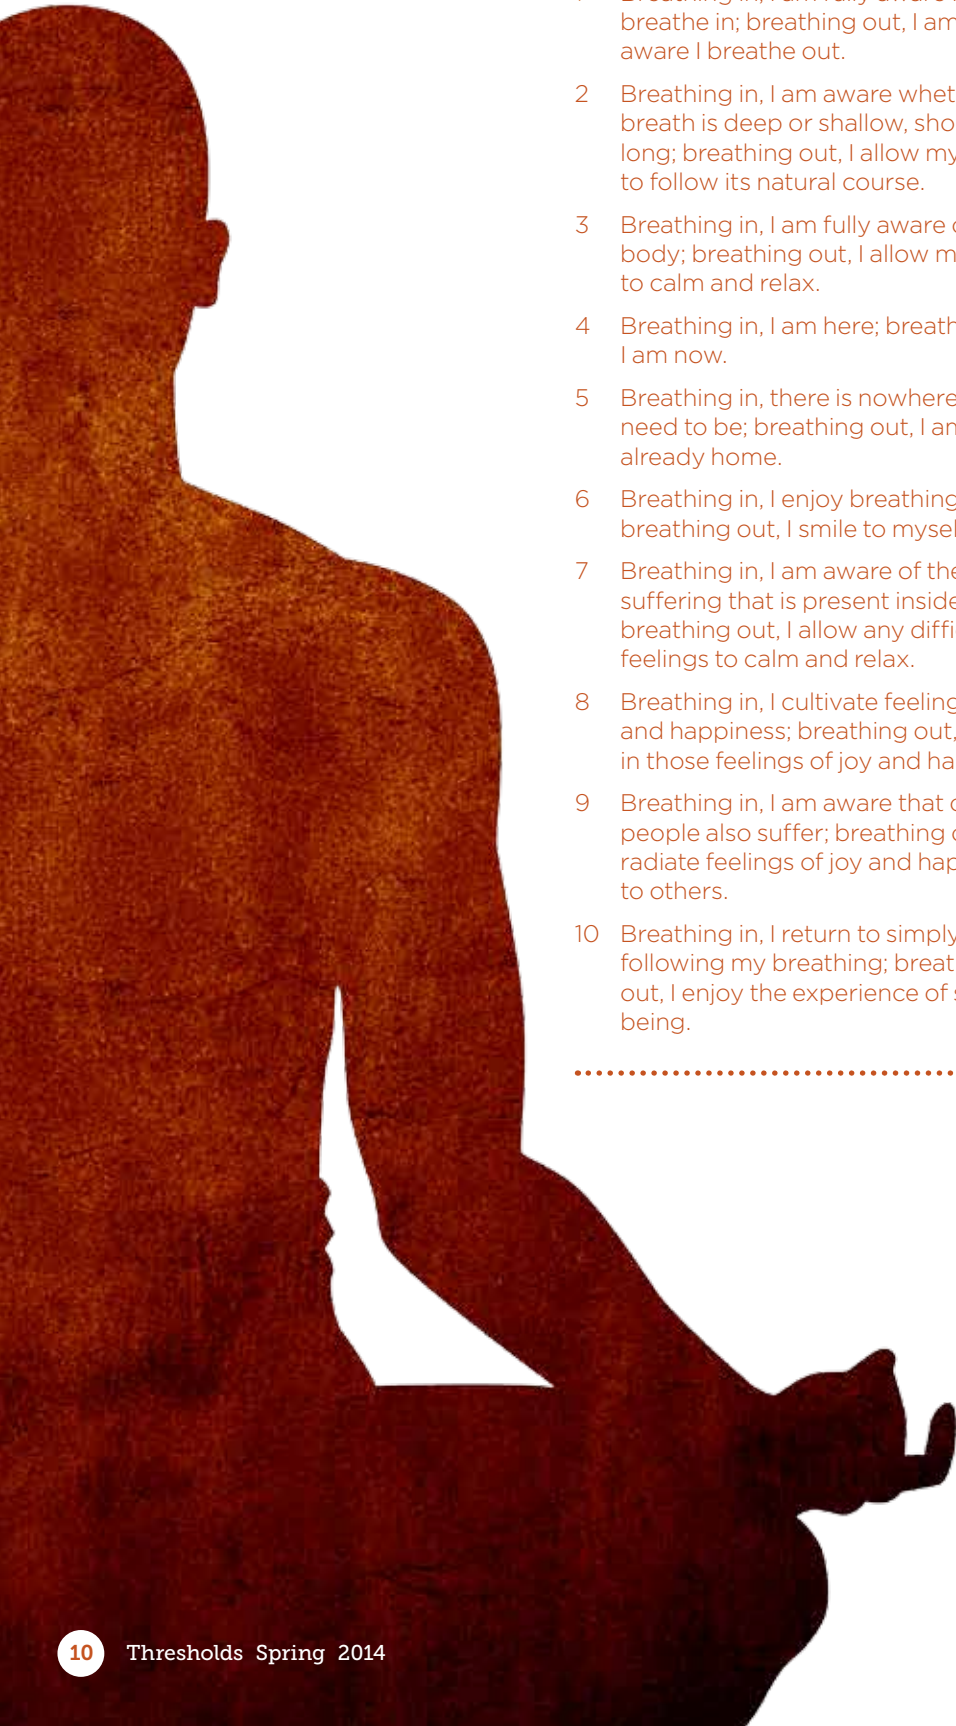 breathe in; breathing out, I am
aware I breathe out.
2 Breathing in, I am aware whet
breath is deep or shallow, sho
long; breathing out, I allow my
to follow its natural course.
3 Breathing in, I am fully aware
body; breathing out, I allow m
to calm and relax.
4 Breathing in, I am here; breath
I am now.
5 Breathing in, there is nowhere
need to be; breathing out, I am
already home.
6 Breathing in, I enjoy breathing
breathing out, I smile to mysel
7 Breathing in, I am aware of the
suffering that is present inside
breathing out, I allow any diffi
feelings to calm and relax.
8 Breathing in, I cultivate feeling
and happiness; breathing out,
in those feelings of joy and ha
9 Breathing in, I am aware that
people also suffer; breathing
radiate feelings of joy and hap
to others.
10 Breathing in, I return to simply
following my breathing; breat
out, I enjoy the experience of s
being.
10 Thresholds Spring 2014